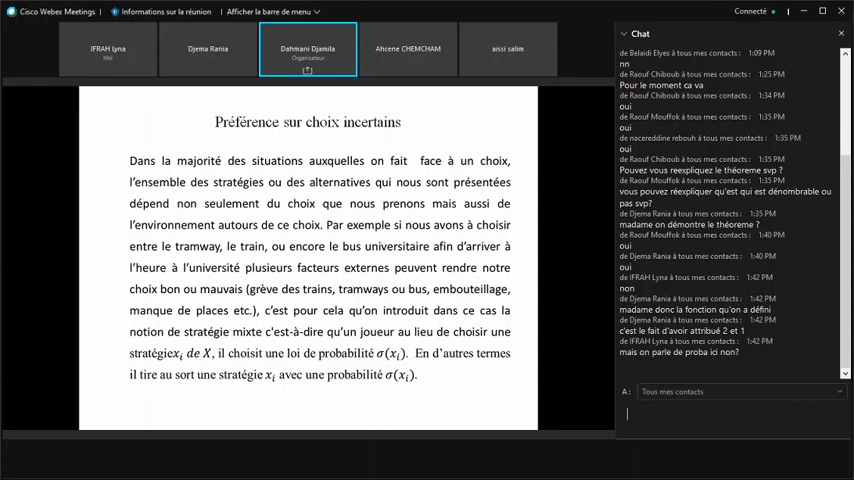 Cisco Webex Meetings
Informations sur la réunion
Afficher la barre de menu
Connecté
IFRAH Lyna
Moi
Djema Rania
Dahmani Djamila
Organisateur
Ahcene CHEMCHAM
aissi salim
Préférence sur choix incertains
Dans la majorité des situations auxquelles on fait face à un choix,
l'ensemble des stratégies ou des alternatives qui nous sont présentées
dépend non seulement du choix que nous prenons mais aussi de
l'environnement autours de ce choix. Par exemple si nous avons à choisir
entre le tramway, le train, ou encore le bus universitaire afin d'arriver à
l'heure à l'université plusieurs facteurs externes peuvent rendre notre
choix bon ou mauvais (grève des trains, tramways ou bus, embouteillage,
manque de places etc.), c'est pour cela qu'on introduit dans ce cas la
notion de stratégie mixte c'est-à-dire qu'un joueur au lieu de choisir une
stratégie𝑥ᵢ de X, il choisit une loi de probabilité σ(𝑥ᵢ). En d'autres termes
il tire au sort une stratégie 𝑥ᵢ avec une probabilité σ(𝑥ᵢ).
Chat
de Belaidi Elyes à tous mes contacts : 1:09 PM
nn
de Raouf Chiboub à tous mes contacts : 1:25 PM
Pour le moment ca va
de Raouf Chiboub à tous mes contacts : 1:34 PM
oui
de Raouf Mouffok à tous mes contacts : 1:35 PM
oui
de nacereddine rebouh à tous mes contacts : 1:35 PM
oui
de Raouf Chiboub à tous mes contacts : 1:35 PM
Pouvez vous reexpliquez le théoreme svp ?
de Raouf Mouffok à tous mes contacts : 1:35 PM
vous pouvez réexpliquer qu'est qui est dénombrable ou
pas svp?
de Djema Rania à tous mes contacts : 1:35 PM
madame on démontre le théoreme ?
de Raouf Mouffok à tous mes contacts : 1:40 PM
oui
de Djema Rania à tous mes contacts : 1:40 PM
oui
de IFRAH Lyna à tous mes contacts : 1:42 PM
non
de Djema Rania à tous mes contacts : 1:42 PM
madame donc la fonction qu'on a défini
de Djema Rania à tous mes contacts : 1:42 PM
c'est le fait d'avoir attribué 2 et 1
de IFRAH Lyna à tous mes contacts : 1:42 PM
mais on parle de proba ici non?
A :
Tous mes contacts